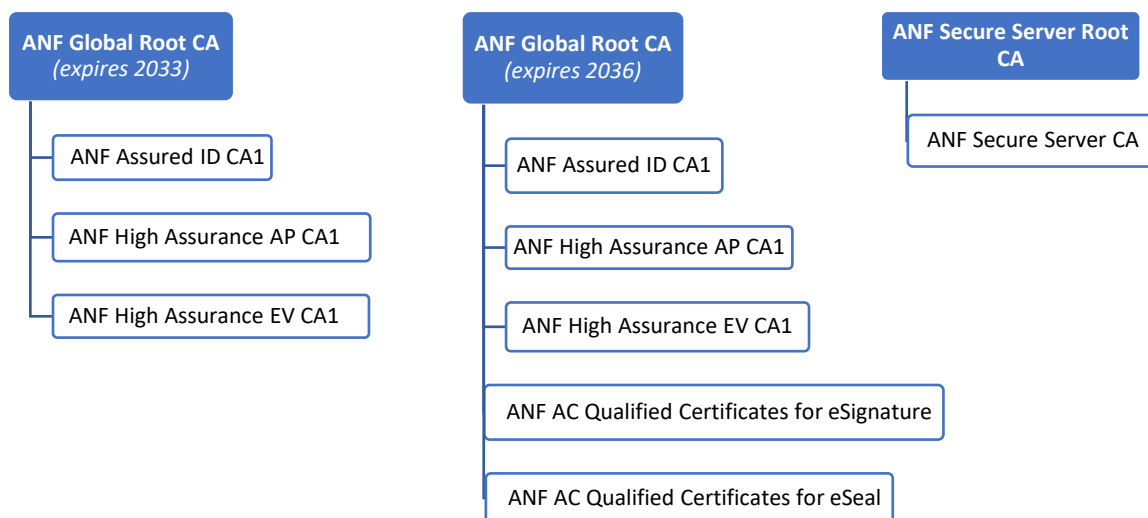 ANF Global Root CA
(expires 2033)
ANF Assured ID CA1
ANF High Assurance AP CA1
ANF High Assurance EV CA1
ANF Global Root CA
(expires 2036)
ANF Assured ID CA1
ANF High Assurance AP CA1
ANF High Assurance EV CA1
ANF AC Qualified Certificates for eSignature
ANF AC Qualified Certificates for eSeal
ANF Secure Server Root
CA
ANF Secure Server CA